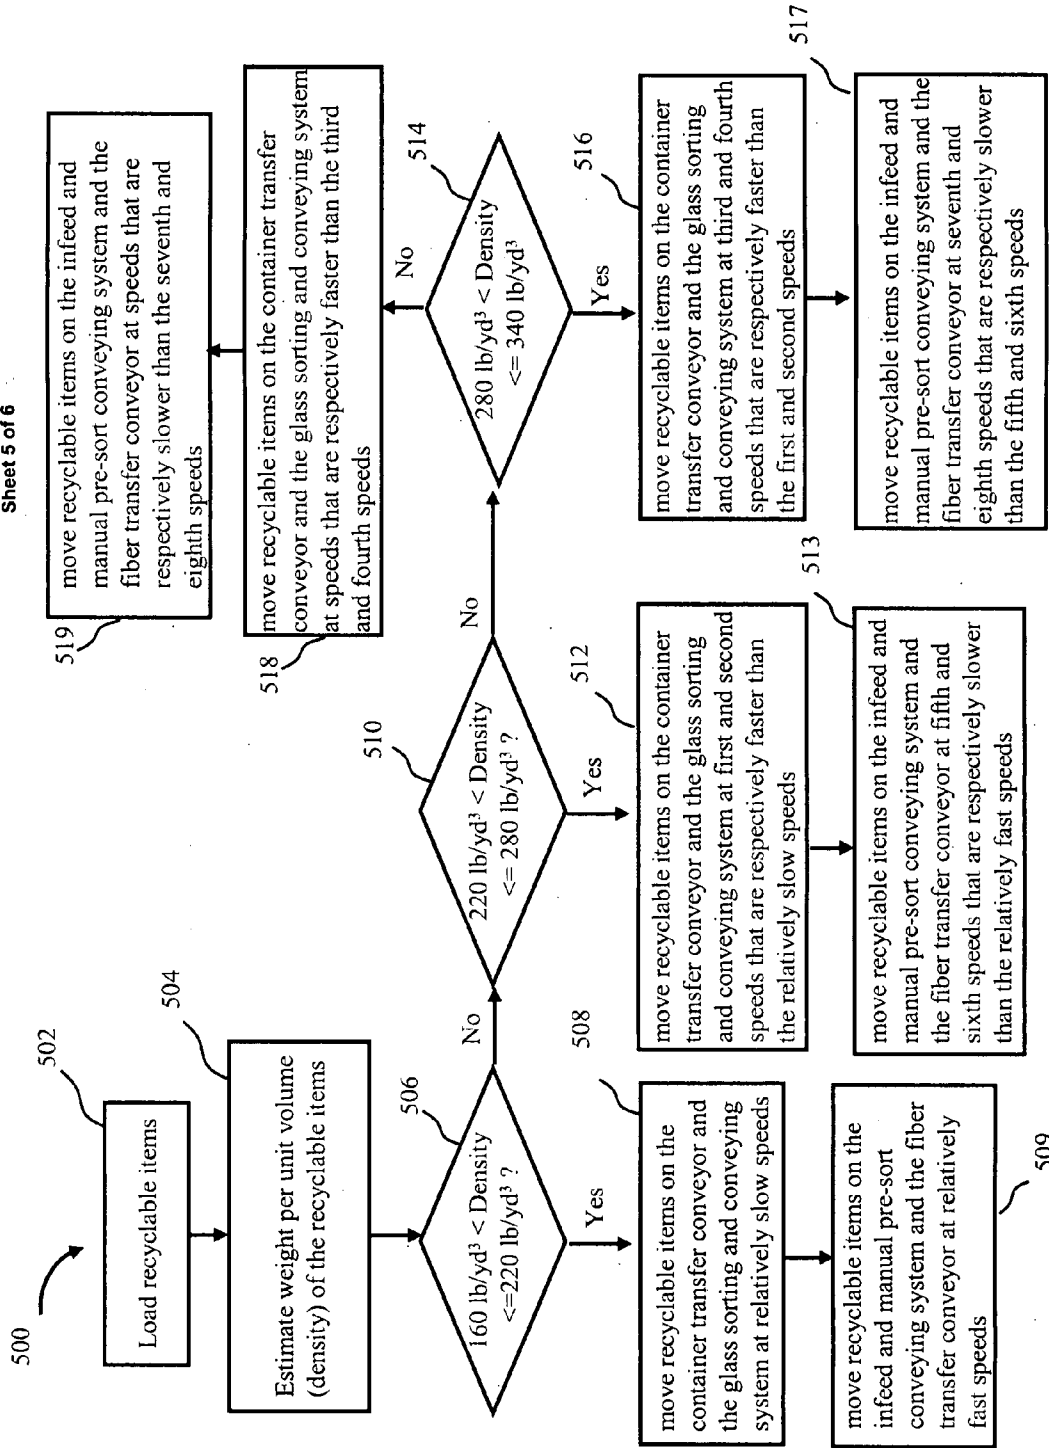 Sheet 5 of 6
500
502
Load recyclable items
504
Estimate weight per unit volume
(density) of the recyclable items
506
160 lb/yd³ < Density
<=220 lb/yd³ ?
Yes
No
508
move recyclable items on the
container transfer conveyor and
the glass sorting and conveying
system at relatively slow speeds
509
move recyclable items on the
infeed and manual pre-sort
conveying system and the fiber
transfer conveyor at relatively
fast speeds
510
220 lb/yd³ < Density
<= 280 lb/yd³ ?
Yes
No
512
move recyclable items on the container
transfer conveyor and the glass sorting
and conveying system at first and second
speeds that are respectively faster than
the relatively slow speeds
513
move recyclable items on the infeed and
manual pre-sort conveying system and
the fiber transfer conveyor at fifth and
sixth speeds that are respectively slower
than the relatively fast speeds
514
280 lb/yd³ < Density
<= 340 lb/yd³
Yes
No
516
move recyclable items on the container
transfer conveyor and the glass sorting
and conveying system at third and fourth
speeds that are respectively faster than
the first and second speeds
517
move recyclable items on the infeed and
manual pre-sort conveying system and the
fiber transfer conveyor at seventh and
eighth speeds that are respectively slower
than the fifth and sixth speeds
518
move recyclable items on the container transfer
conveyor and the glass sorting and conveying system
at speeds that are respectively faster than the third
and fourth speeds
519
move recyclable items on the infeed and
manual pre-sort conveying system and the
fiber transfer conveyor at speeds that are
respectively slower than the seventh and
eighth speeds